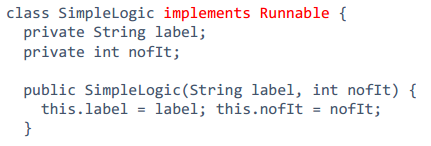 class SimpleLogic implements Runnable {
  private String label;
  private int nofIt;

  public SimpleLogic(String label, int nofIt) {
    this.label = label; this.nofIt = nofIt;
  }